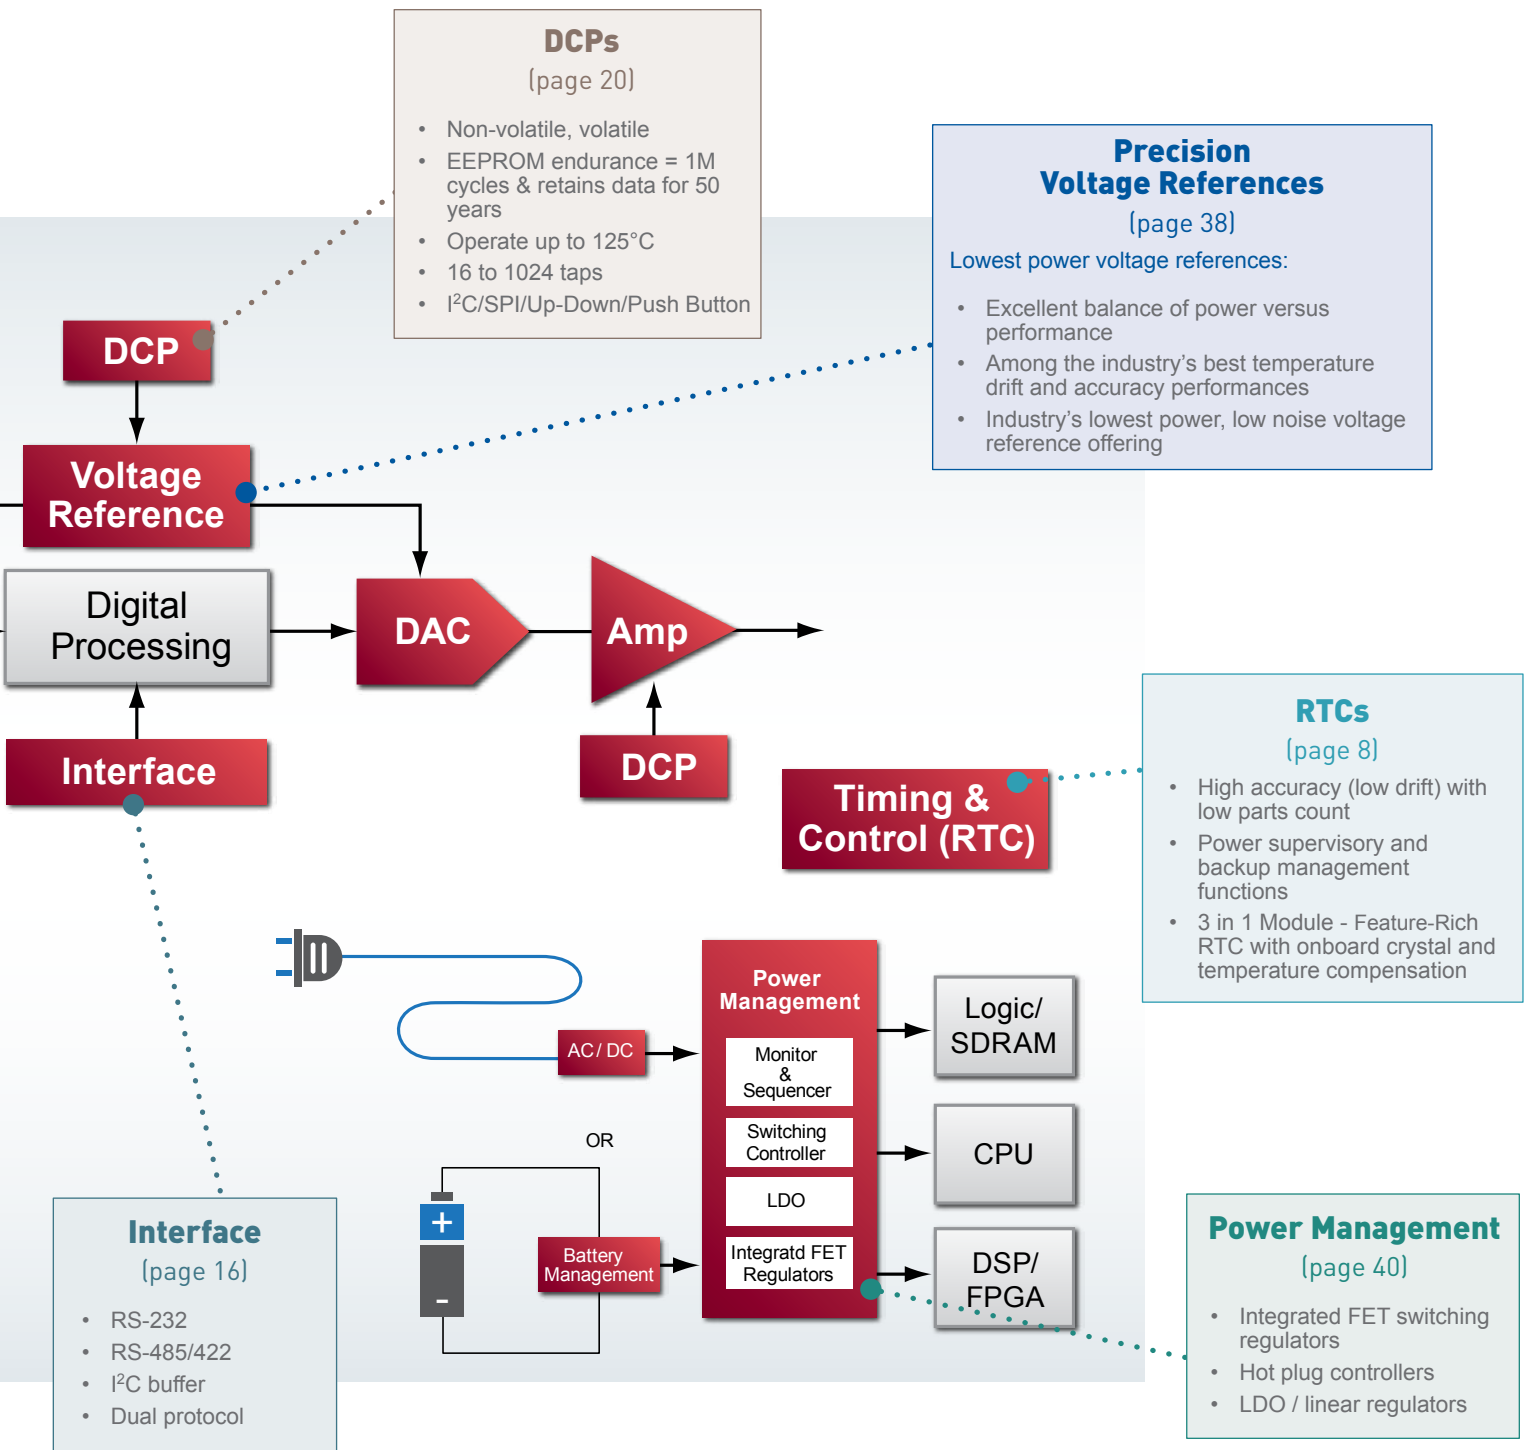 DCPs
(page 20)
• Non-volatile, volatile
• EEPROM endurance = 1M
cycles & retains data for 50
years
• Operate up to 125°C
• 16 to 1024 taps
• I²C/SPI/Up-Down/Push Button
Precision
Voltage References
(page 38)
Lowest power voltage references:
• Excellent balance of power versus
performance
• Among the industry's best temperature
drift and accuracy performances
• Industry's lowest power, low noise voltage
reference offering
DCP
Voltage
Reference
Digital
Processing
DAC
Amp
Interface
DCP
Timing &
Control (RTC)
RTCs
(page 8)
• High accuracy (low drift) with
low parts count
• Power supervisory and
backup management
functions
• 3 in 1 Module - Feature-Rich
RTC with onboard crystal and
temperature compensation
Power
Management
AC / DC
Monitor
&
Sequencer
Switching
Controller
LDO
Integratd FET
Regulators
Logic/
SDRAM
CPU
DSP/
FPGA
OR
+
-
Battery
Management
Interface
(page 16)
• RS-232
• RS-485/422
• I²C buffer
• Dual protocol
Power Management
(page 40)
• Integrated FET switching
regulators
• Hot plug controllers
• LDO / linear regulators